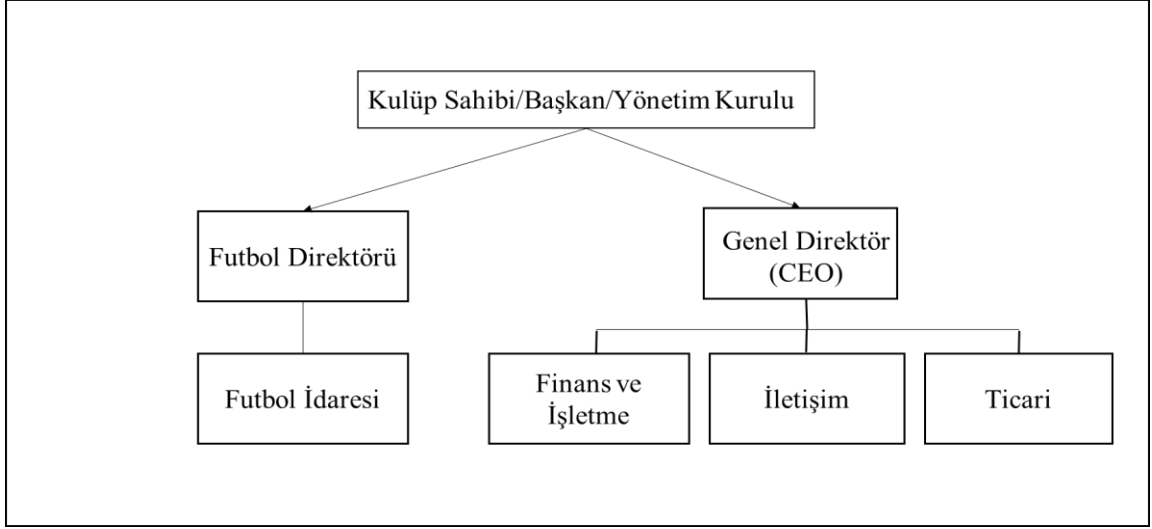 Kulüp Sahibi/Başkan/Yönetim Kurulu
Futbol Direktörü
Genel Direktör
(CEO)
Futbol İdaresi
Finans ve
İşletme
İletişim
Ticari